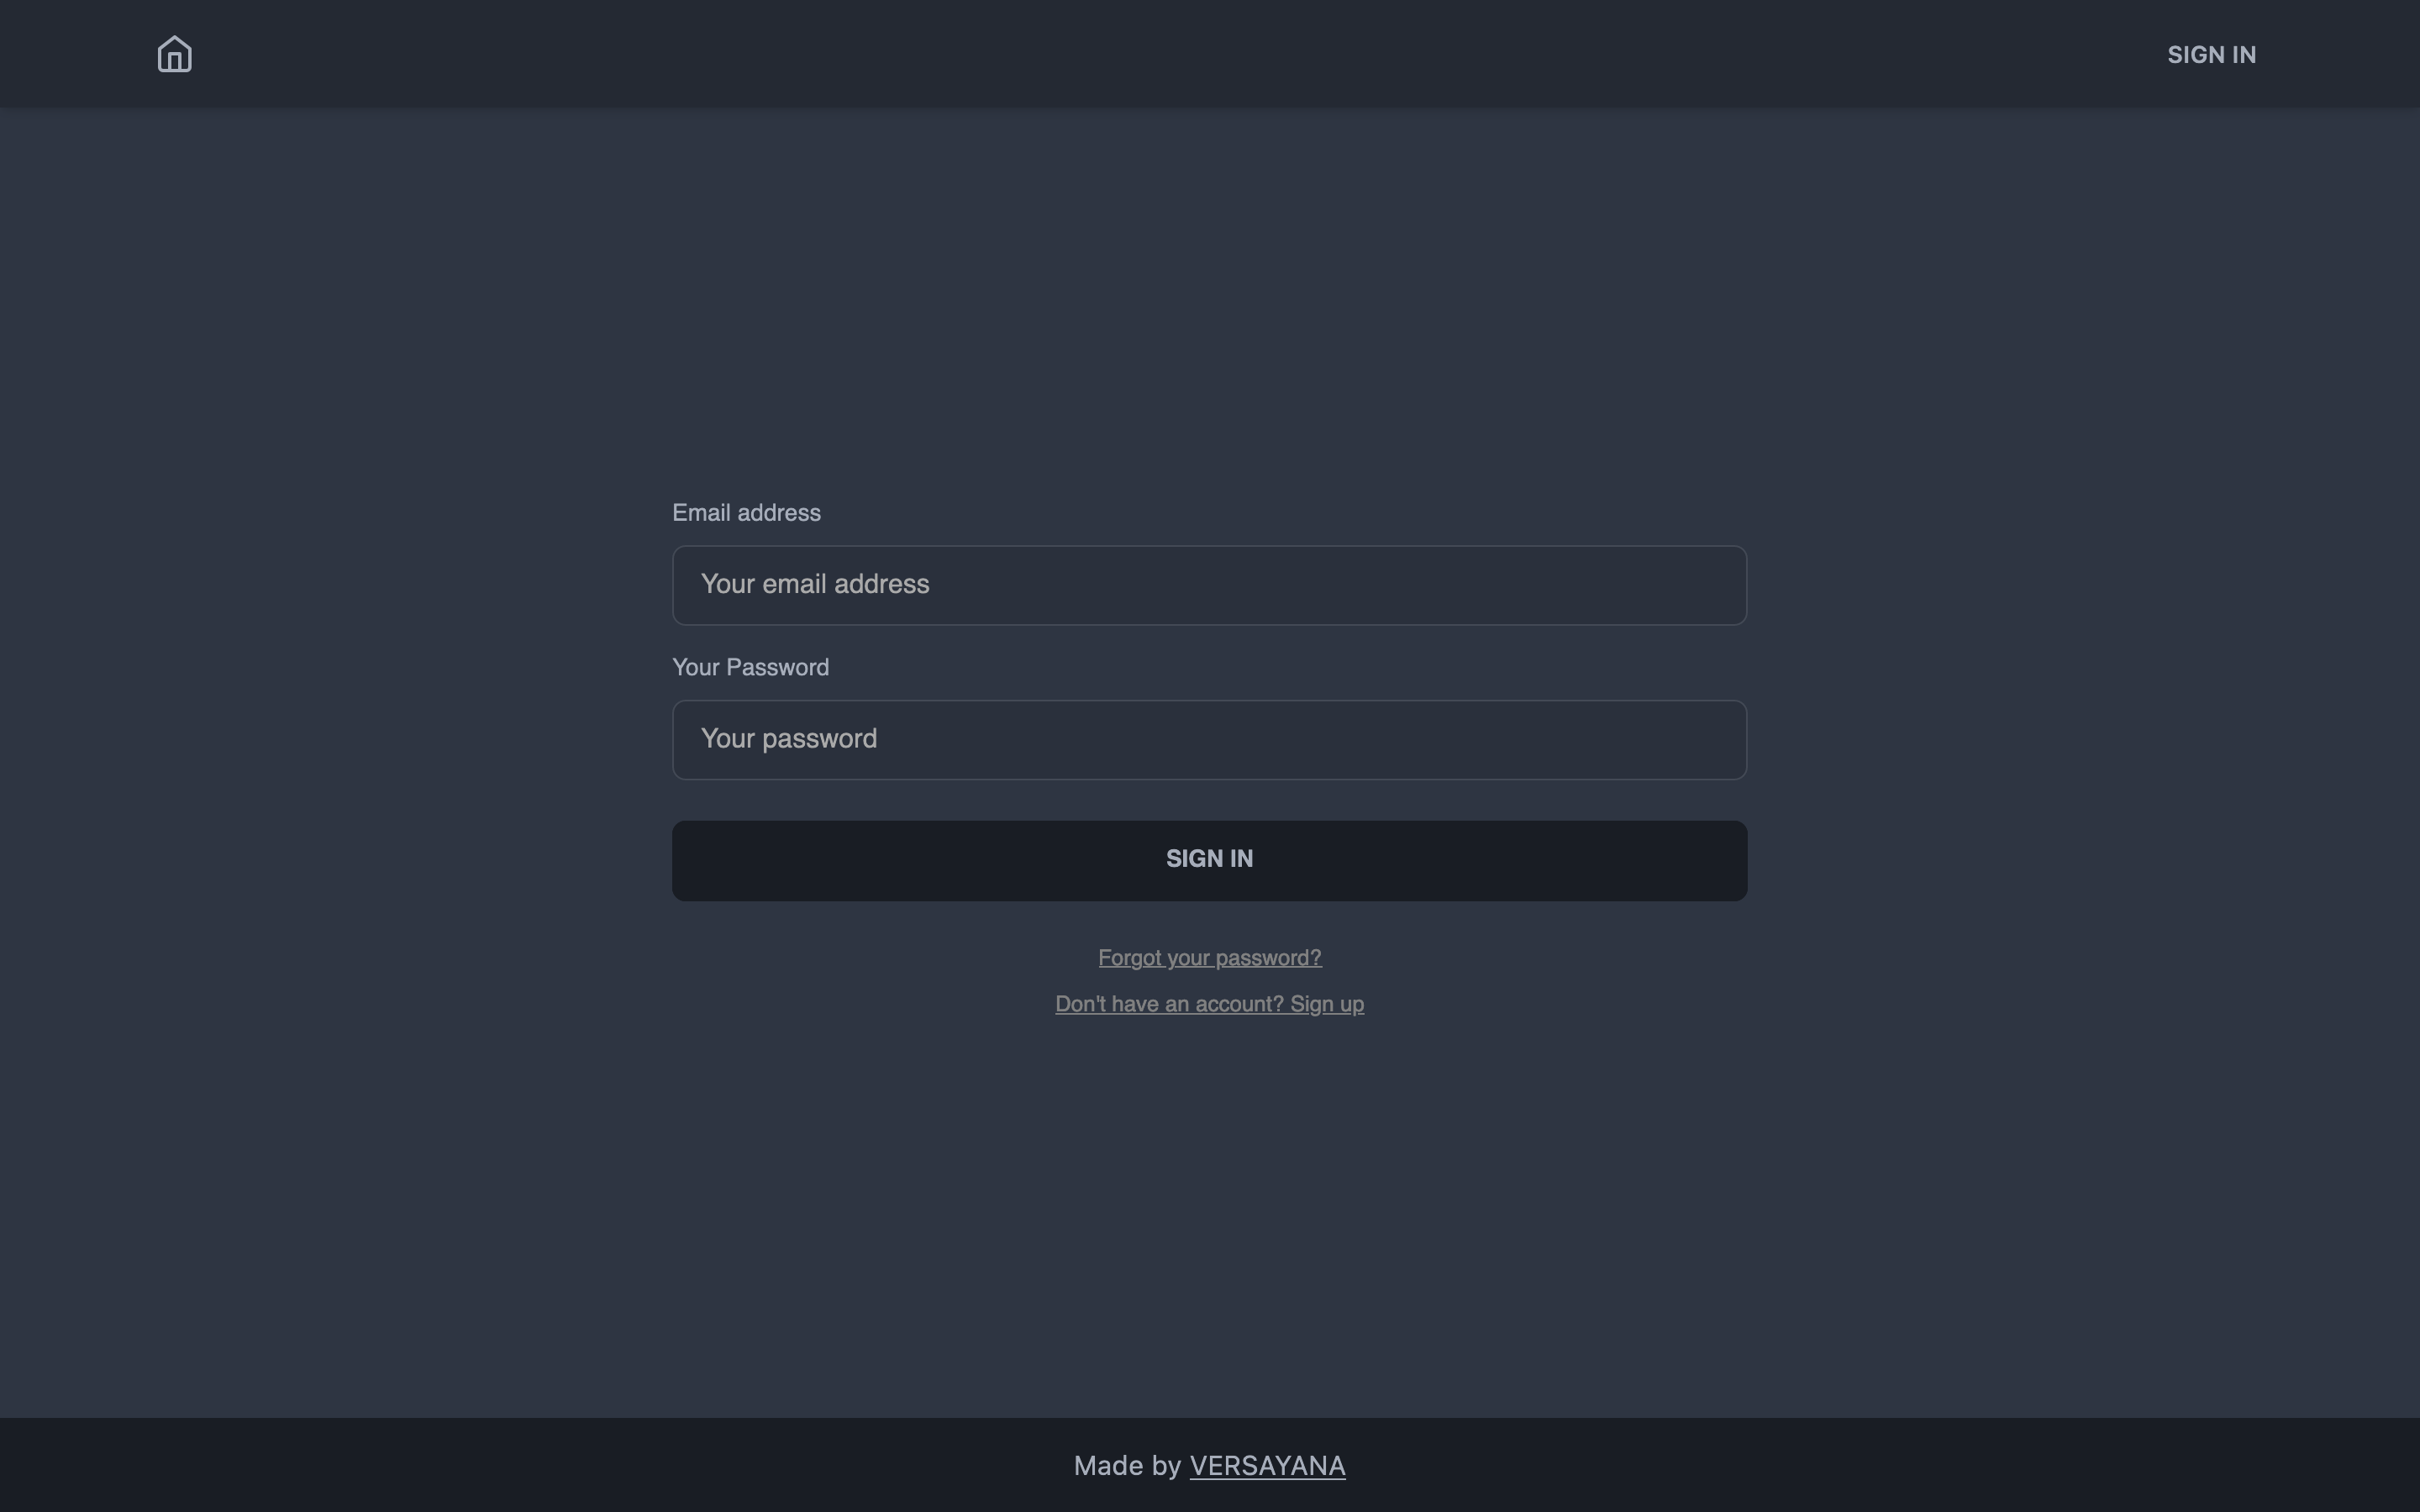 SIGN IN
Email address
Your email address
Your Password
Your password
SIGN IN
Forgot your password?
Don't have an account? Sign up
Made by VERSAYANA